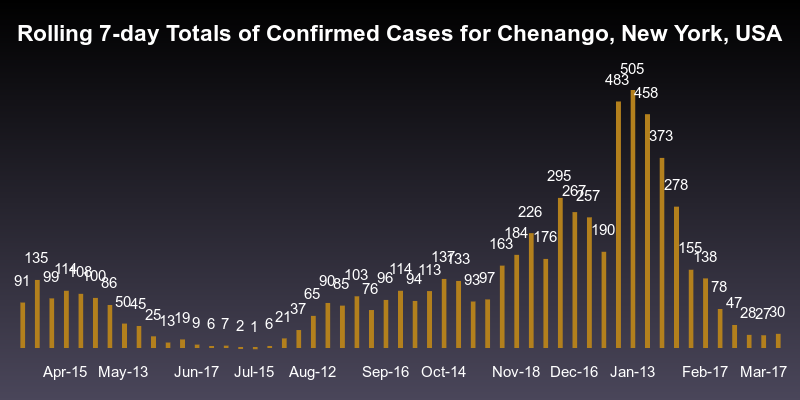 Rolling 7-day Totals of Confirmed Cases for Chenango, New York, USA
91 135 99 114 108 100 86 50 45 25 13 19 9 6 7 2 1 6 21 37 65 90 85 103 76 96 114 94 113 137 133 93 97 163 184 226 176 295 267 257 190 483 505 458 373 278 155 138 78 47 28 27 30
Apr-15 May-13 Jun-17 Jul-15 Aug-12 Sep-16 Oct-14 Nov-18 Dec-16 Jan-13 Feb-17 Mar-17